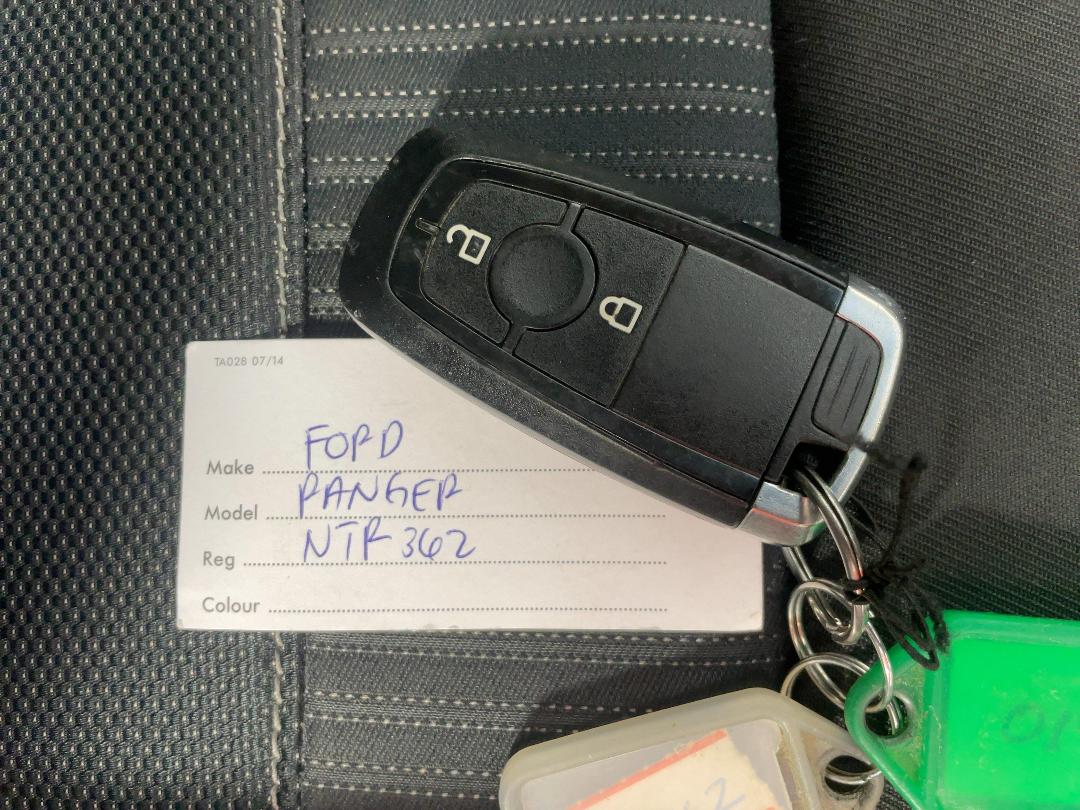 TA028 07/14
Make FORD
Model RANGER
Reg NTR 362
Colour